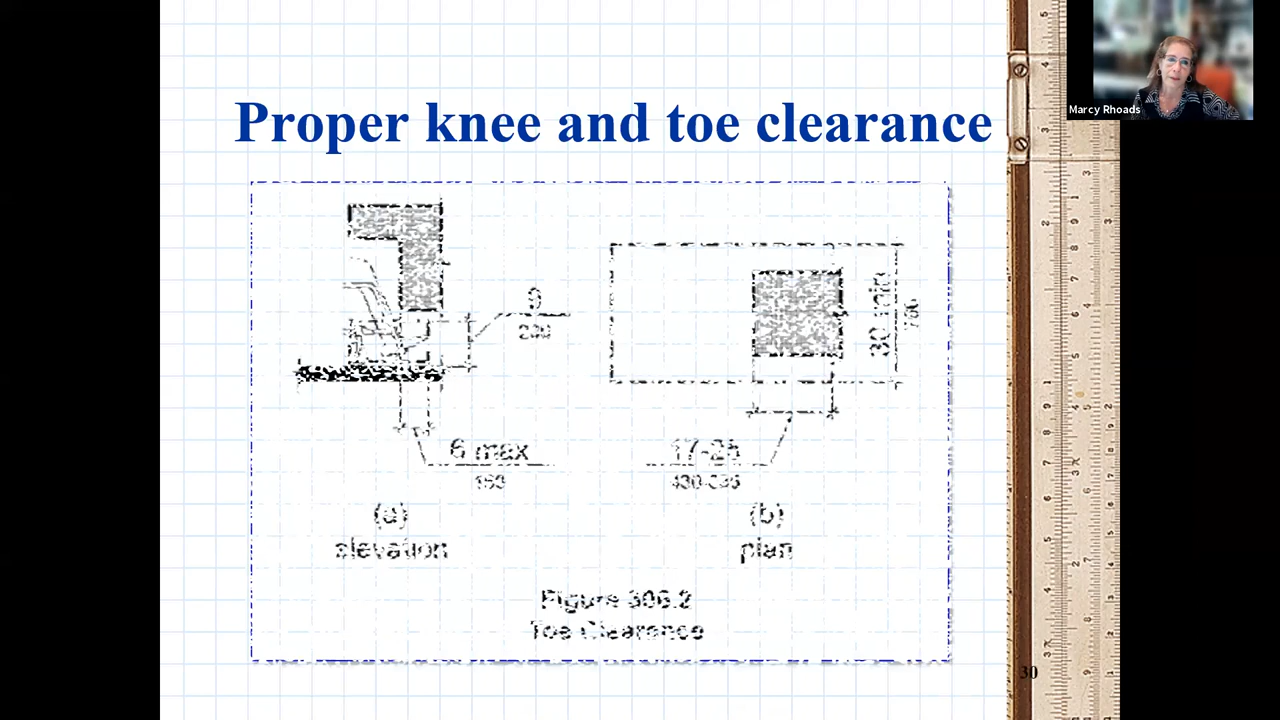 Proper knee and toe clearance
Marcy Rhoads
9
230
30 min
760
6 max
150
17-25
430-635
(a)
elevation
(b)
plan
Figure 306.2
Toe Clearance
30